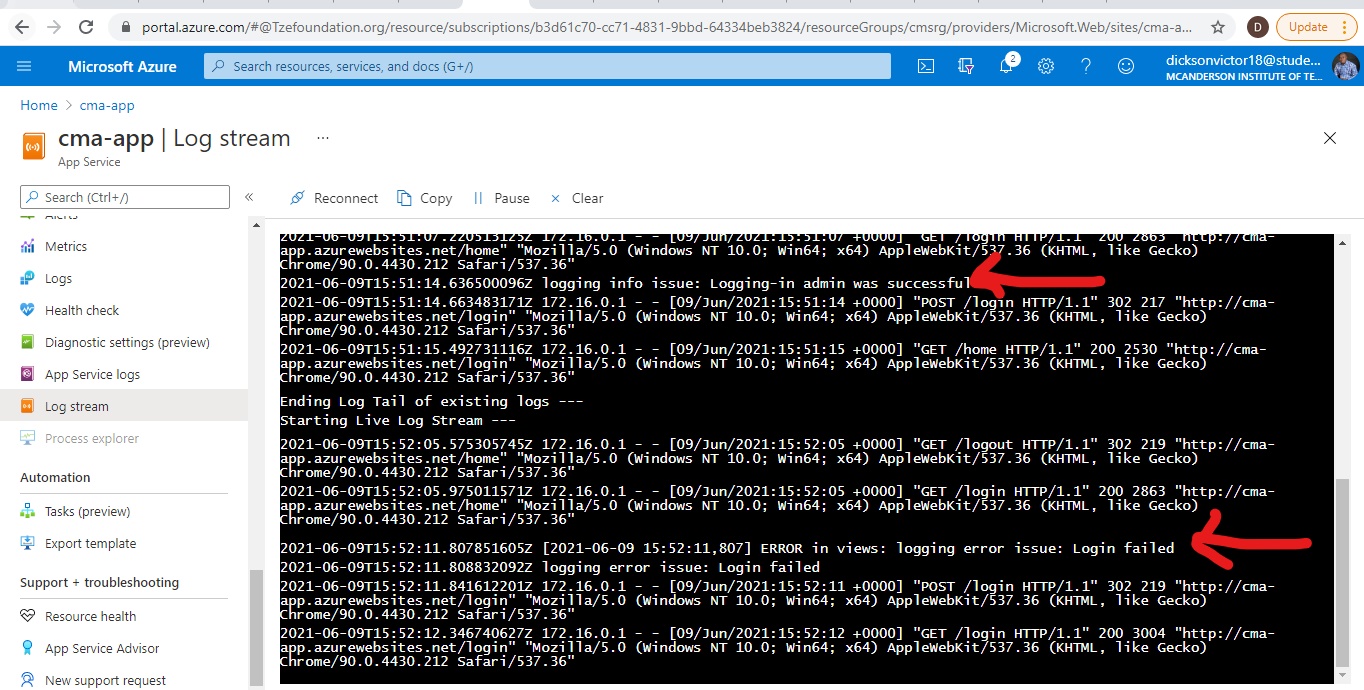 portal.azure.com/#@Tzefoundation.org/resource/subscriptions/b3d61c70-cc71-4831-9bbd-64334beb3824/resourceGroups/cmsrg/providers/Microsoft.Web/sites/cma-a...
D
Update
Microsoft Azure
Search resources, services, and docs (G+/)
2
dicksonvictor18@stude...
MCANDERSON INSTITUTE OF TE...
Home > cma-app
cma-app | Log stream ...
App Service
Search (Ctrl+/)
«
Reconnect
Copy
Pause
Clear
Alerts
Metrics
Logs
Health check
Diagnostic settings (preview)
App Service logs
Log stream
Process explorer
Automation
Tasks (preview)
Export template
Support + troubleshooting
Resource health
App Service Advisor
New support request
2021-06-09T15:51:07.220513125Z 172.16.0.1 - - [09/Jun/2021:15:51:07 +0000] "GET /login HTTP/1.1" 200 2863 "http://cma-
app.azurewebsites.net/home" "Mozilla/5.0 (Windows NT 10.0; Win64; x64) AppleWebKit/537.36 (KHTML, like Gecko)
Chrome/90.0.4430.212 Safari/537.36"
2021-06-09T15:51:14.636500096Z logging info issue: Logging-in admin was successful
2021-06-09T15:51:14.663483171Z 172.16.0.1 - - [09/Jun/2021:15:51:14 +0000] "POST /login HTTP/1.1" 302 217 "http://cma-
app.azurewebsites.net/login" "Mozilla/5.0 (Windows NT 10.0; Win64; x64) AppleWebKit/537.36 (KHTML, like Gecko)
Chrome/90.0.4430.212 Safari/537.36"
2021-06-09T15:51:15.492731116Z 172.16.0.1 - - [09/Jun/2021:15:51:15 +0000] "GET /home HTTP/1.1" 200 2530 "http://cma-
app.azurewebsites.net/login" "Mozilla/5.0 (Windows NT 10.0; Win64; x64) AppleWebKit/537.36 (KHTML, like Gecko)
Chrome/90.0.4430.212 Safari/537.36"
Ending Log Tail of existing logs ---
Starting Live Log Stream ---
2021-06-09T15:52:05.575305745Z 172.16.0.1 - - [09/Jun/2021:15:52:05 +0000] "GET /logout HTTP/1.1" 302 219 "http://cma-
app.azurewebsites.net/home" "Mozilla/5.0 (Windows NT 10.0; Win64; x64) AppleWebKit/537.36 (KHTML, like Gecko)
Chrome/90.0.4430.212 Safari/537.36"
2021-06-09T15:52:05.975011571Z 172.16.0.1 - - [09/Jun/2021:15:52:05 +0000] "GET /login HTTP/1.1" 200 2863 "http://cma-
app.azurewebsites.net/home" "Mozilla/5.0 (Windows NT 10.0; Win64; x64) AppleWebKit/537.36 (KHTML, like Gecko)
Chrome/90.0.4430.212 Safari/537.36"
2021-06-09T15:52:11.807851605Z [2021-06-09 15:52:11,807] ERROR in views: logging error issue: Login failed
2021-06-09T15:52:11.808832092Z logging error issue: Login failed
2021-06-09T15:52:11.841612201Z 172.16.0.1 - - [09/Jun/2021:15:52:11 +0000] "POST /login HTTP/1.1" 302 219 "http://cma-
app.azurewebsites.net/login" "Mozilla/5.0 (Windows NT 10.0; Win64; x64) AppleWebKit/537.36 (KHTML, like Gecko)
Chrome/90.0.4430.212 Safari/537.36"
2021-06-09T15:52:12.346740627Z 172.16.0.1 - - [09/Jun/2021:15:52:12 +0000] "GET /login HTTP/1.1" 200 3004 "http://cma-
app.azurewebsites.net/login" "Mozilla/5.0 (Windows NT 10.0; Win64; x64) AppleWebKit/537.36 (KHTML, like Gecko)
Chrome/90.0.4430.212 Safari/537.36"